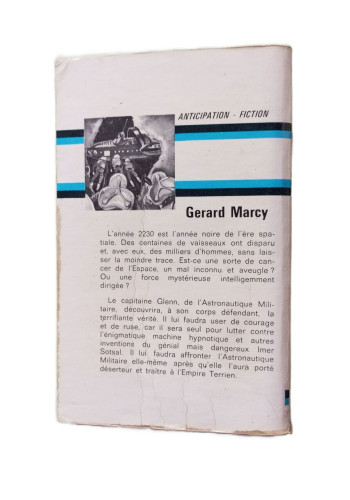 ANTICIPATION - FICTION
Gerard Marcy
L'année 2230 est l'année noire de l'ère spa-
tiale. Des centaines de vaisseaux ont disparu
et, avec eux, des milliers d'hommes, sans lais-
ser la moindre trace. Est-ce une sorte de can-
cer de l'Espace, un mal inconnu et aveugle ?
Ou une force mystérieuse intelligemment
dirigée ?
Le capitaine Glenn, de l'Astronautique Mili-
taire, découvrira, à son corps défendant, la
terrifiante vérité. Il lui faudra user de courage
et de ruse, car il sera seul pour lutter contre
l'énigmatique machine hypnotique et autres
inventions du génial mais dangereux Imer
Sotsal. Il lui faudra affronter l'Astronautique
Militaire elle-même après qu'elle l'aura porté
déserteur et traître à l'Empire Terrien...